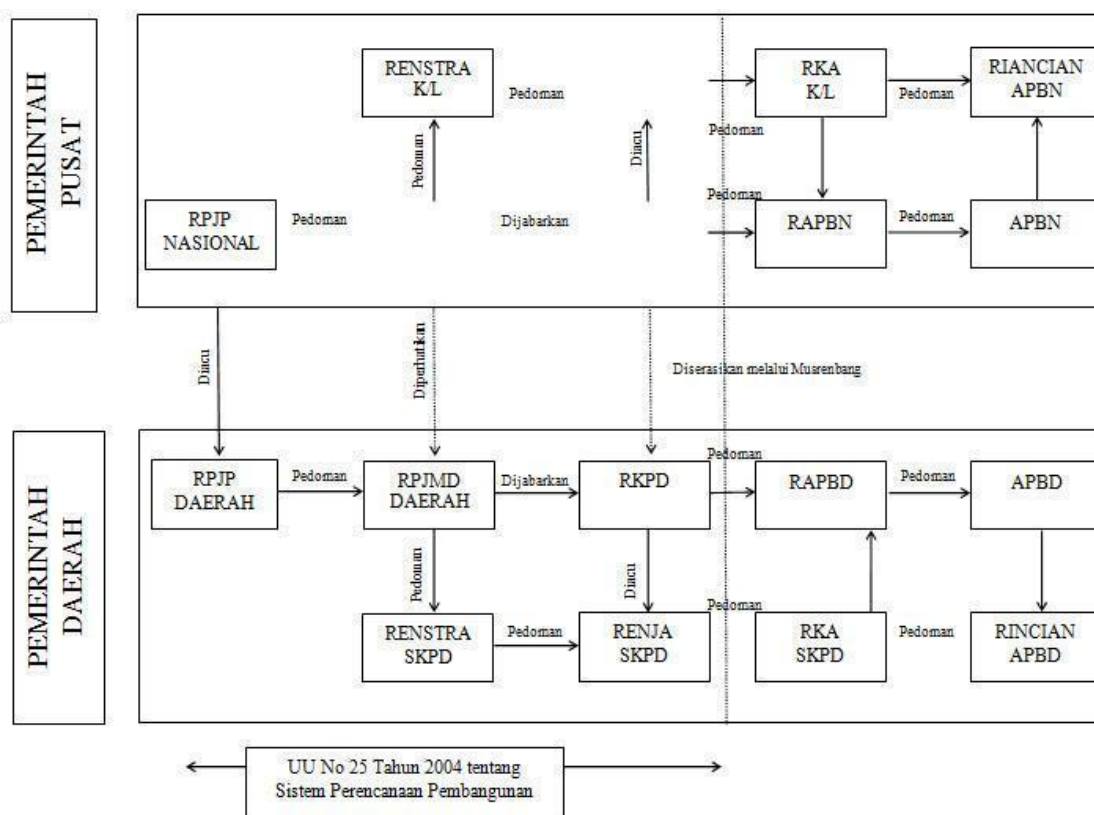 PEMERINTAH
PUSAT
RENSTRA
K/L
Pedoman
RKA
K/L
Pedoman
RIANCIAN
APBN
Pedoman
Diacu
Pedoman
RPJP
NASIONAL
Pedoman
Dijabarkan
Pedoman
RAPBN
Pedoman
APBN
Diacu
Diperhatikan
Diserasikan melalui Musrenbang
PEMERINTAH
DAERAH
RPJP
DAERAH
Pedoman
RPJMD
DAERAH
Dijabarkan
RKPD
Pedoman
RAPBD
Pedoman
APBD
Pedoman
Diacu
RENSTRA
SKPD
Pedoman
RENJA
SKPD
Pedoman
RKA
SKPD
Pedoman
RINCIAN
APBD
UU No 25 Tahun 2004 tentang
Sistem Perencanaan Pembangunan